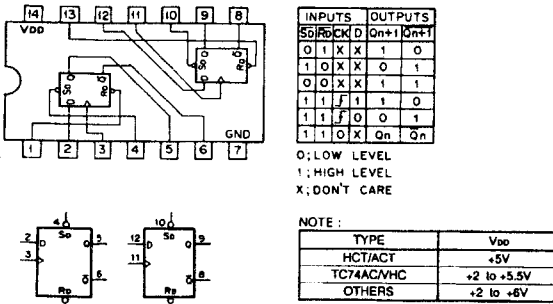 14 13 12 11 10 9 8
VDD
Q Q̅
SD RD
D
Q Q̅
SD RD
D
GND
1 2 3 4 5 6 7
INPUTS OUTPUTS
S̅D R̅D CK D Qn+1 Q̅n+1
0 1 X X 1 0
1 0 X X 0 1
0 0 X X 1 1
1 1 ƒ 1 1 0
1 1 ƒ 0 0 1
1 1 0 X Qn Q̅n
0; LOW LEVEL
1; HIGH LEVEL
X; DON'T CARE
4 10
SD SD
2 D Q 5 12 D Q 9
3 11
Q̅ 6 Q̅ 8
RD RD
NOTE :
TYPE VDD
HCT/ACT +5V
TC74AC/VHC +2 to +5.5V
OTHERS +2 to +6V